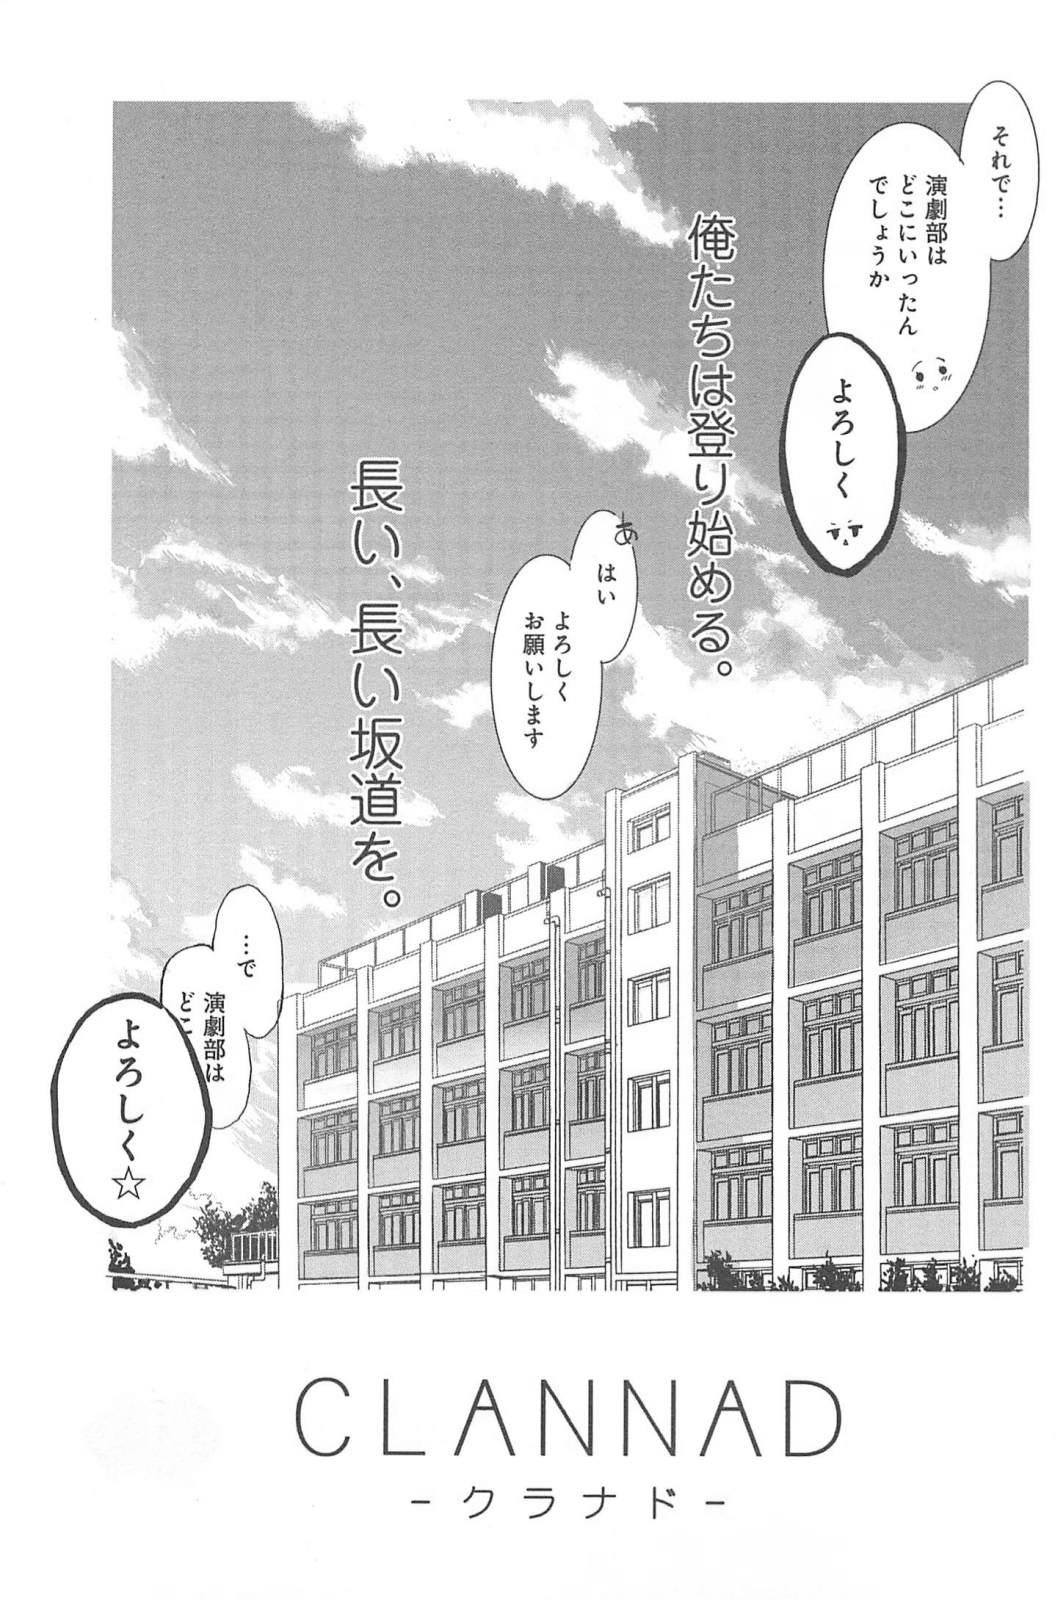 それで…
演劇部は
どこにいったん
でしょうか
よろしく
俺たちは登り始める。
あ
はい
よろしく
お願いします
長い、長い坂道を。
…で
演劇部は
どこ
よろしく☆
CLANNAD
-クラナド-